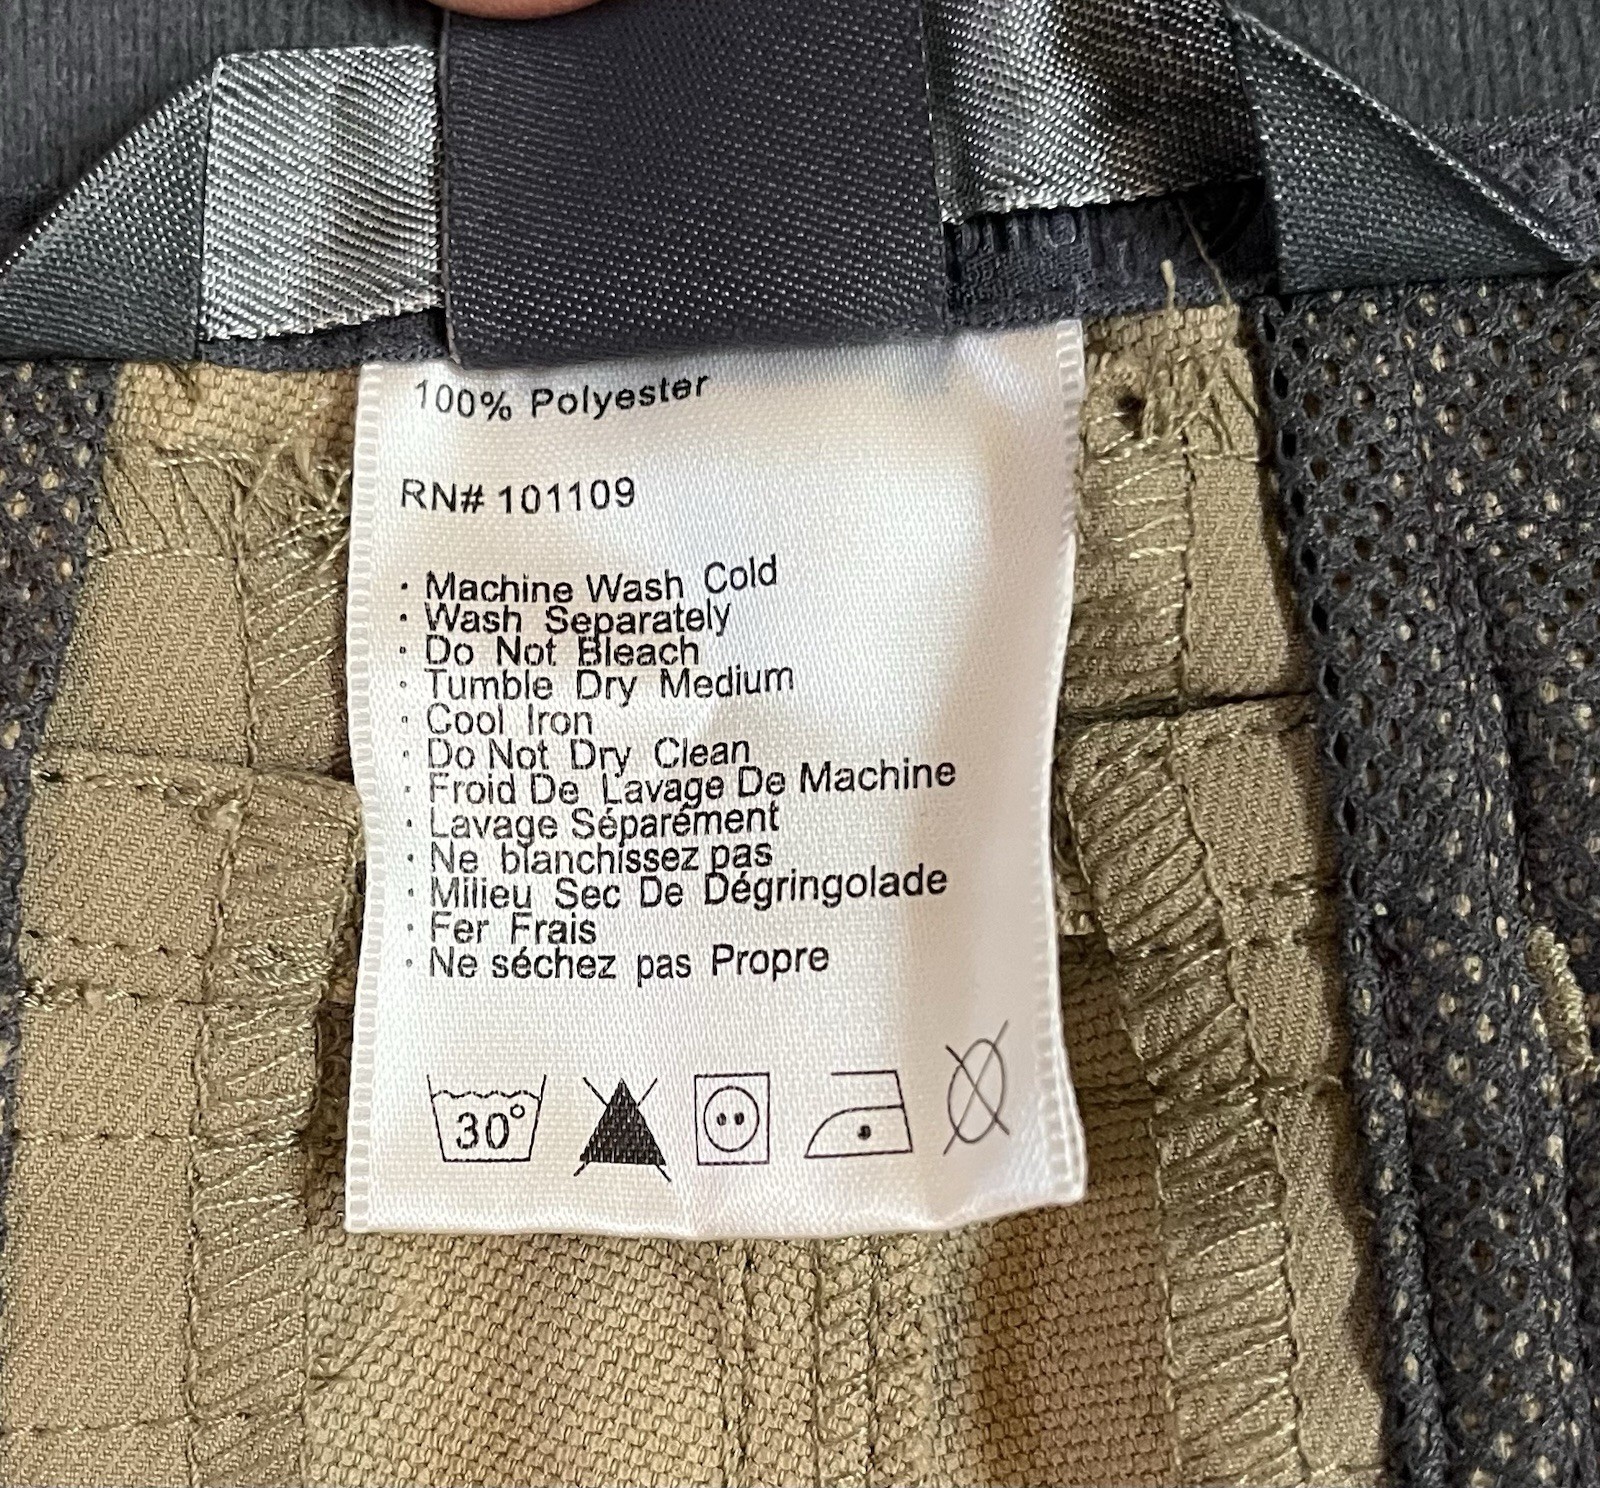 100% Polyester
RN# 101109
· Machine Wash Cold
· Wash Separately
· Do Not Bleach
· Tumble Dry Medium
· Cool Iron
· Do Not Dry Clean
· Froid De Lavage De Machine
· Lavage Séparément
· Ne blanchissez pas
· Milieu Sec De Dégringolade
· Fer Frais
· Ne séchez pas Propre
30°